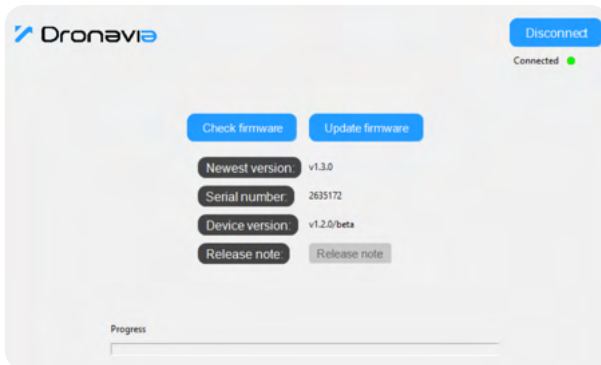 Dronavia
Disconnect
Connected
Check firmware Update firmware
Newest version: v1.3.0
Serial number: 2635172
Device version: v1.2.0/beta
Release note: Release note
Progress